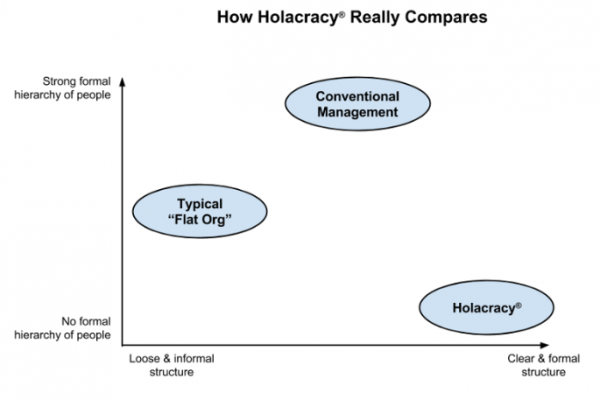 How Holacracy® Really Compares
Strong formal
hierarchy of people
Conventional
Management
Typical
“Flat Org”
Holacracy®
No formal
hierarchy of people
Loose & informal
structure
Clear & formal
structure